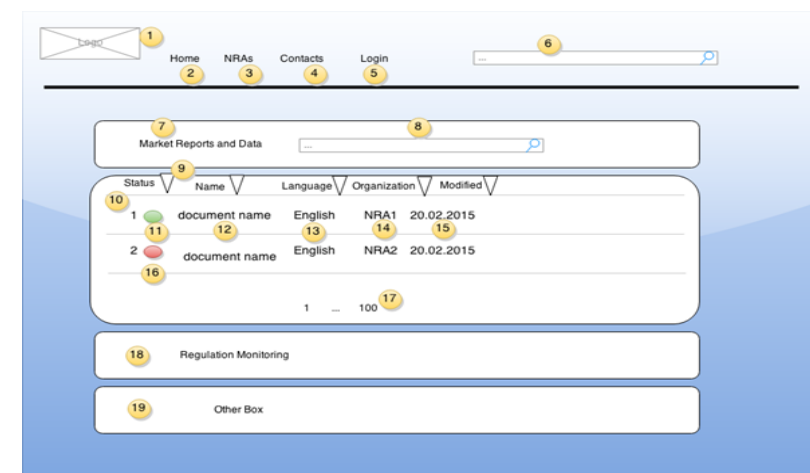 Logo 1
6
...
Home NRAs Contacts Login
2 3 4 5
7 8
Market Reports and Data ...
9
Status Name Language Organization Modified
10
1 document name English NRA1 20.02.2015
11 12 13 14 15
2 document name English NRA2 20.02.2015
16
17
1 ... 100
18 Regulation Monitoring
19 Other Box